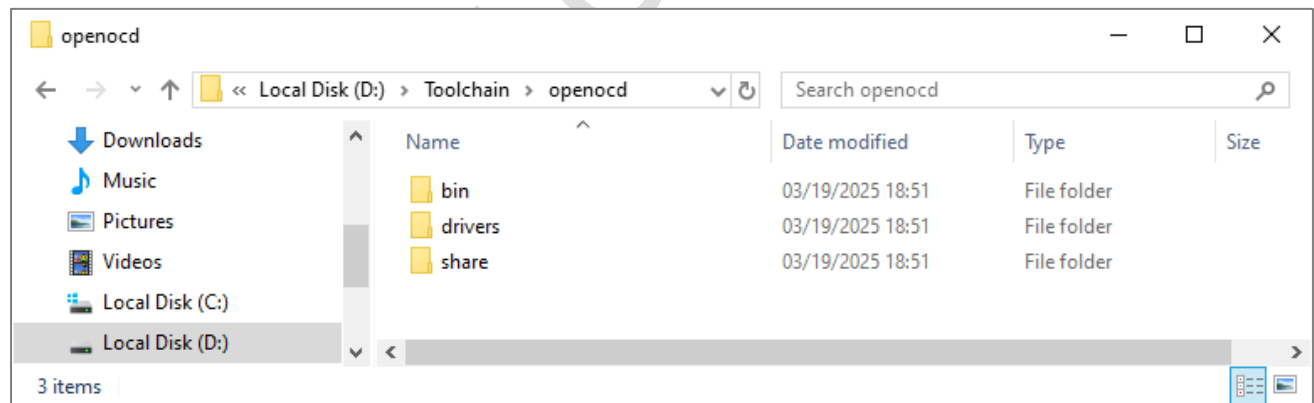 openocd
« Local Disk (D:) > Toolchain > openocd
Search openocd
Downloads
Music
Pictures
Videos
Local Disk (C:)
Local Disk (D:)
Name Date modified Type Size
bin 03/19/2025 18:51 File folder
drivers 03/19/2025 18:51 File folder
share 03/19/2025 18:51 File folder
3 items